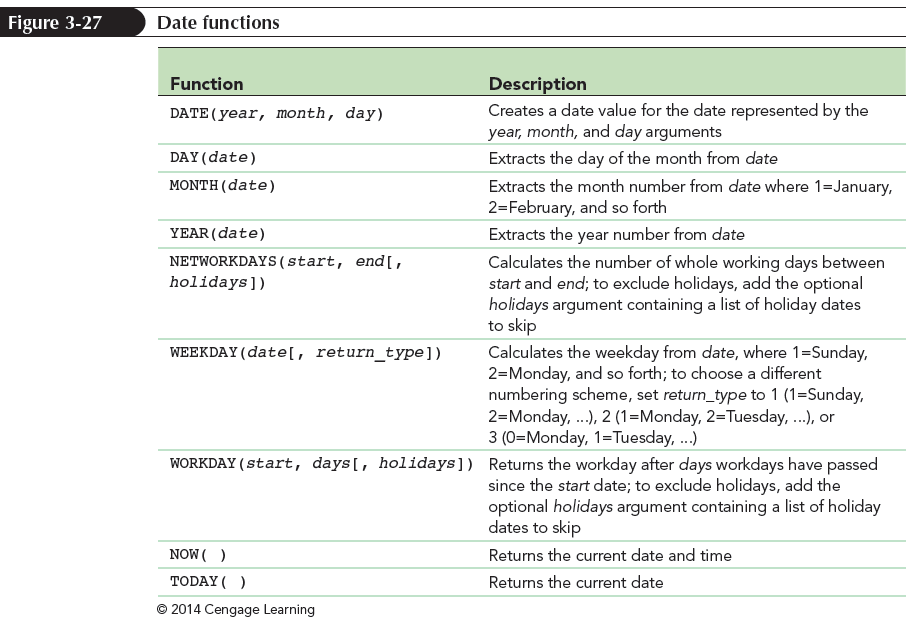 Figure 3-27 Date functions
Function Description
DATE(year, month, day) Creates a date value for the date represented by the
year, month, and day arguments
DAY(date) Extracts the day of the month from date
MONTH(date) Extracts the month number from date where 1=January,
2=February, and so forth
YEAR(date) Extracts the year number from date
NETWORKDAYS(start, end[, Calculates the number of whole working days between
holidays]) start and end; to exclude holidays, add the optional
holidays argument containing a list of holiday dates
to skip
WEEKDAY(date[, return_type]) Calculates the weekday from date, where 1=Sunday,
2=Monday, and so forth; to choose a different
numbering scheme, set return_type to 1 (1=Sunday,
2=Monday, ...), 2 (1=Monday, 2=Tuesday, ...), or
3 (0=Monday, 1=Tuesday, ...)
WORKDAY(start, days[, holidays]) Returns the workday after days workdays have passed
since the start date; to exclude holidays, add the
optional holidays argument containing a list of holiday
dates to skip
NOW( ) Returns the current date and time
TODAY( ) Returns the current date
© 2014 Cengage Learning